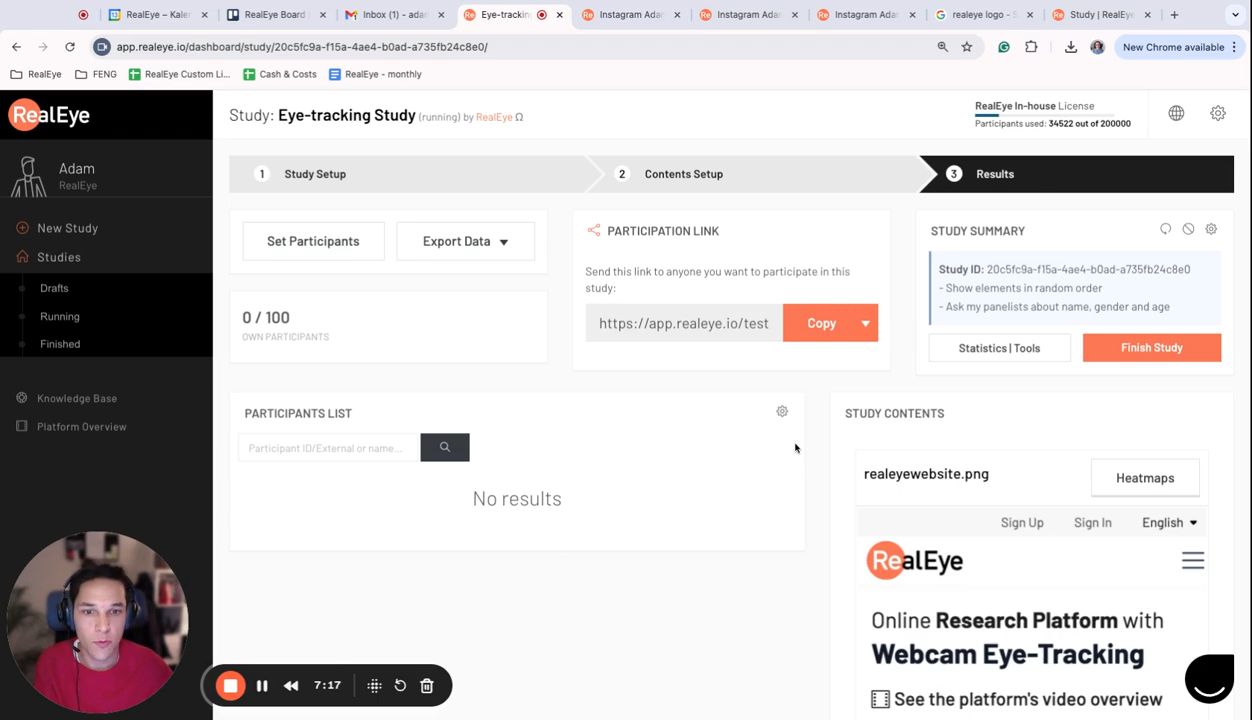 RealEye – Kale
RealEye Board
Inbox (1) - ada
Eye-trackin
Instagram Ada
Instagram Ada
Instagram Ada
realeye logo - S
Study | RealEye
app.realeye.io/dashboard/study/20c5fc9a-f15a-4ae4-b0ad-a735fb24c8e0/
New Chrome available
RealEye
FENG
RealEye Custom Li...
Cash & Costs
RealEye - monthly
RealEye
Study: Eye-tracking Study (running) by RealEye Ω
RealEye In-house License
Participants used: 34522 out of 200000
Adam
RealEye
1 Study Setup
2 Contents Setup
3 Results
New Study
Studies
Drafts
Running
Finished
Knowledge Base
Platform Overview
Set Participants
Export Data
0 / 100
OWN PARTICIPANTS
PARTICIPATION LINK
Send this link to anyone you want to participate in this
study:
https://app.realeye.io/test
Copy
STUDY SUMMARY
Study ID: 20c5fc9a-f15a-4ae4-b0ad-a735fb24c8e0
- Show elements in random order
- Ask my panelists about name, gender and age
Statistics | Tools
Finish Study
PARTICIPANTS LIST
Participant ID/External or name...
No results
STUDY CONTENTS
realeyewebsite.png
Heatmaps
Sign Up
Sign In
English
RealEye
Online Research Platform with
Webcam Eye-Tracking
See the platform's video overview
7:17